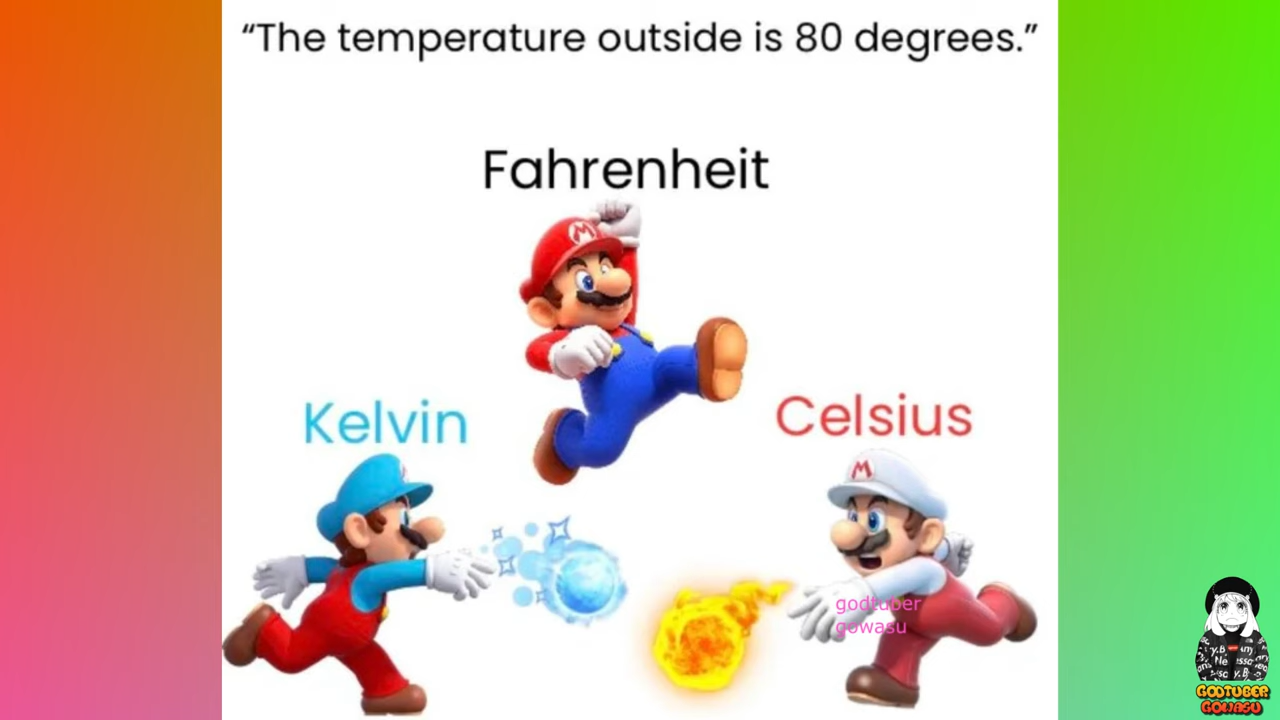 “The temperature outside is 80 degrees.”
Fahrenheit
Kelvin
Celsius
M
godtuber
gowasu
GODTUBER
GOWASU